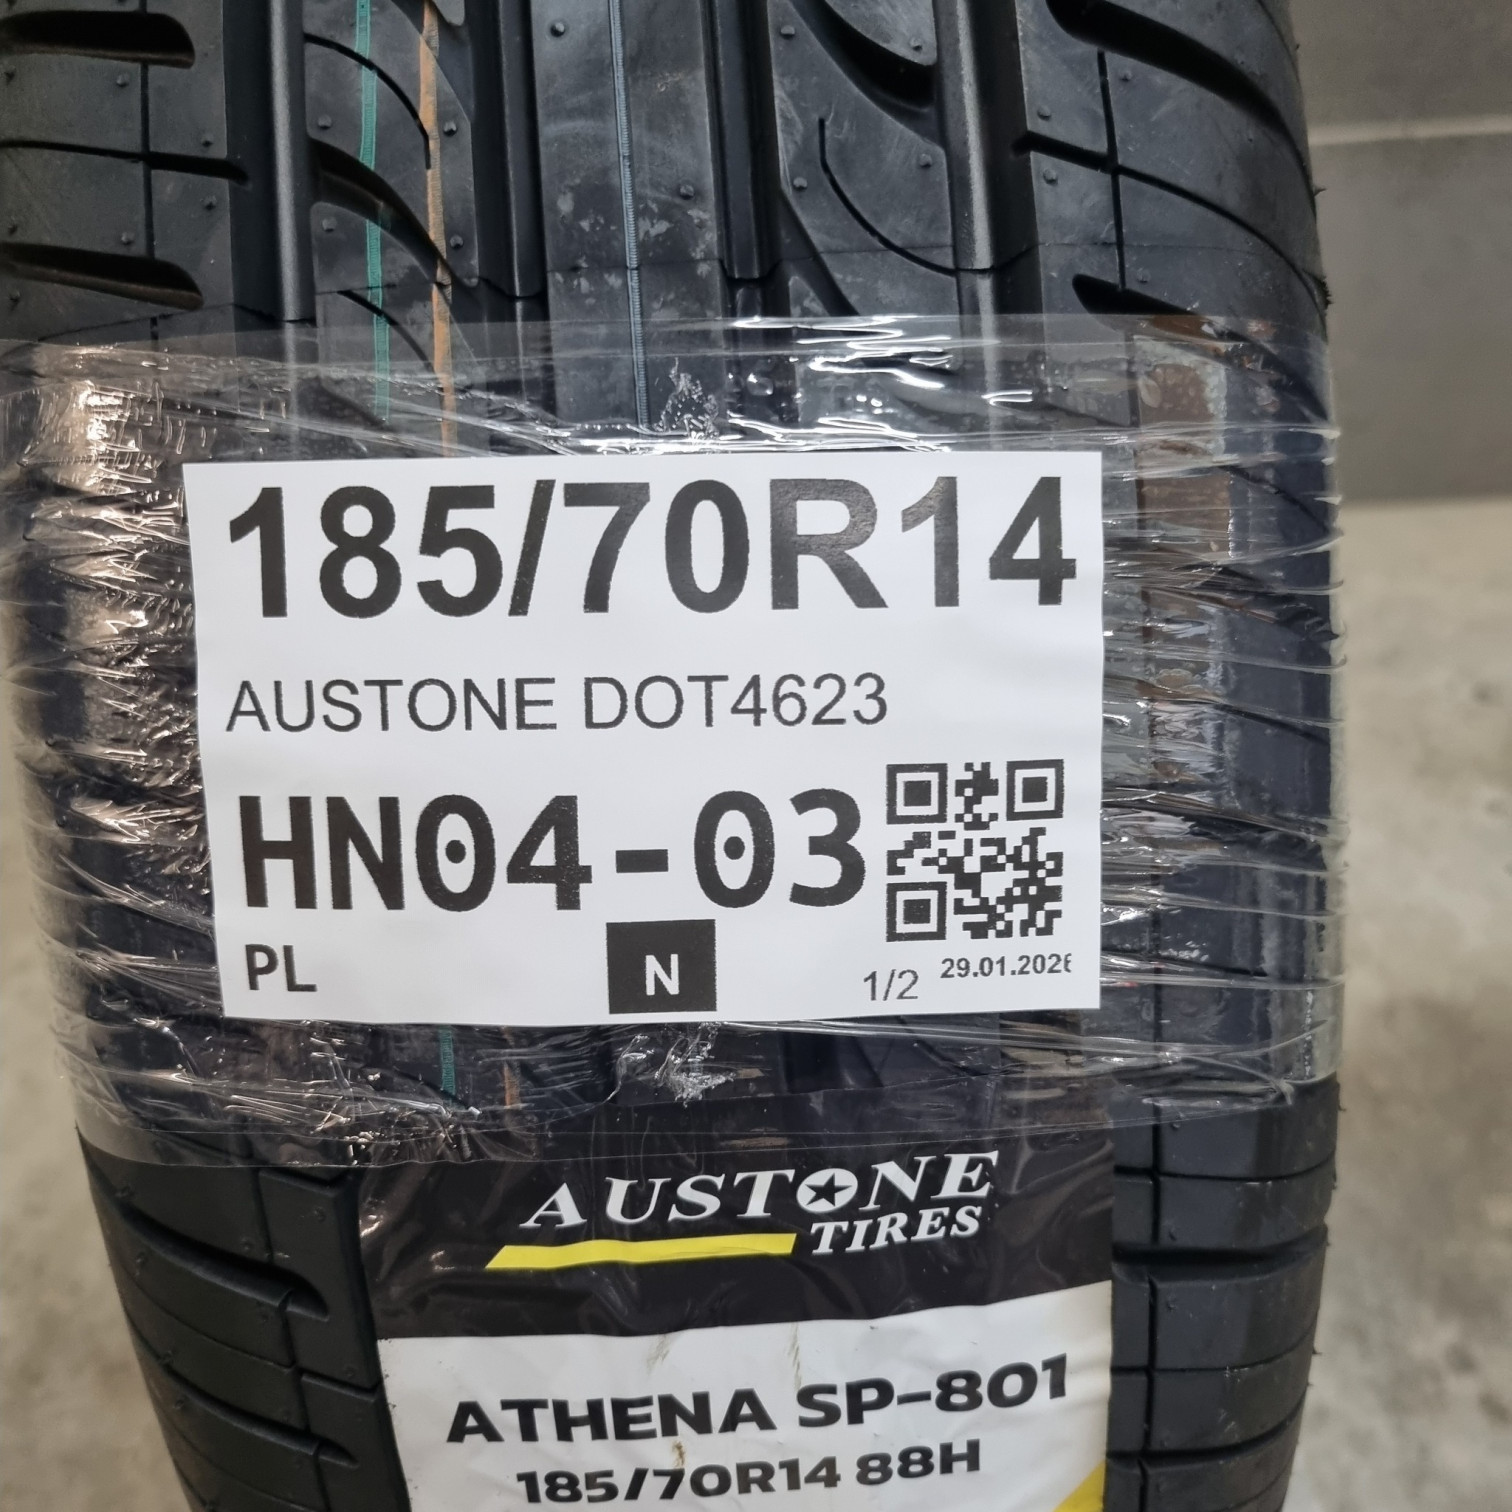 185/70R14
AUSTONE DOT4623
HN04-03
PL
N
1/2
29.01.2026
AUSTONE
TIRES
ATHENA SP-801
185/70R14 88H